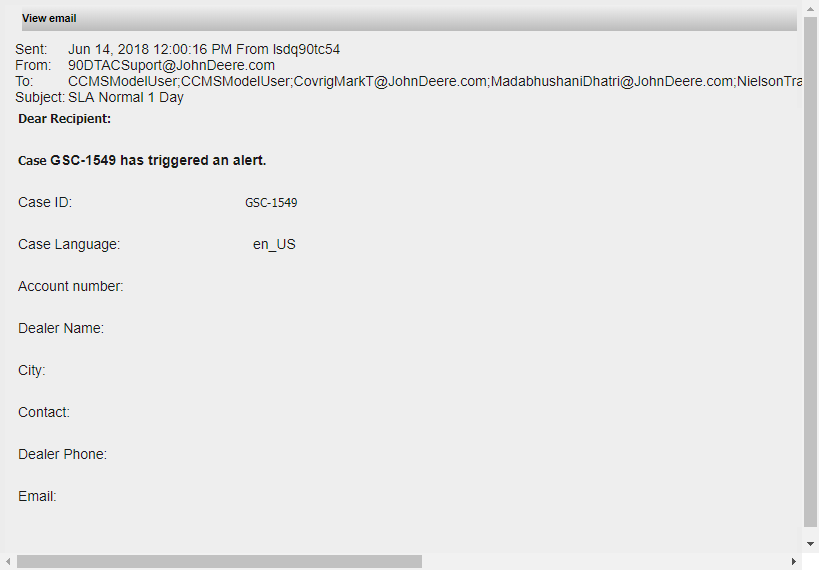 View email
Sent: Jun 14, 2018 12:00:16 PM From lsdq90tc54
From: 90DTACSuport@JohnDeere.com
To: CCMSModelUser;CCMSModelUser;CovrigMarkT@JohnDeere.com;MadabhushaniDhatri@JohnDeere.com;NielsonTra
Subject: SLA Normal 1 Day
Dear Recipient:
Case GSC-1549 has triggered an alert.
Case ID: GSC-1549
Case Language: en_US
Account number:
Dealer Name:
City:
Contact:
Dealer Phone:
Email: